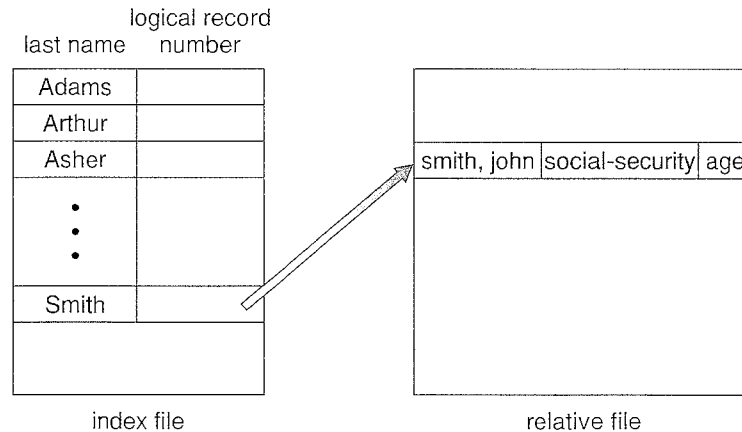 last name
logical record
number
Adams
Arthur
Asher
Smith
index file
smith, john
social-security
age
relative file